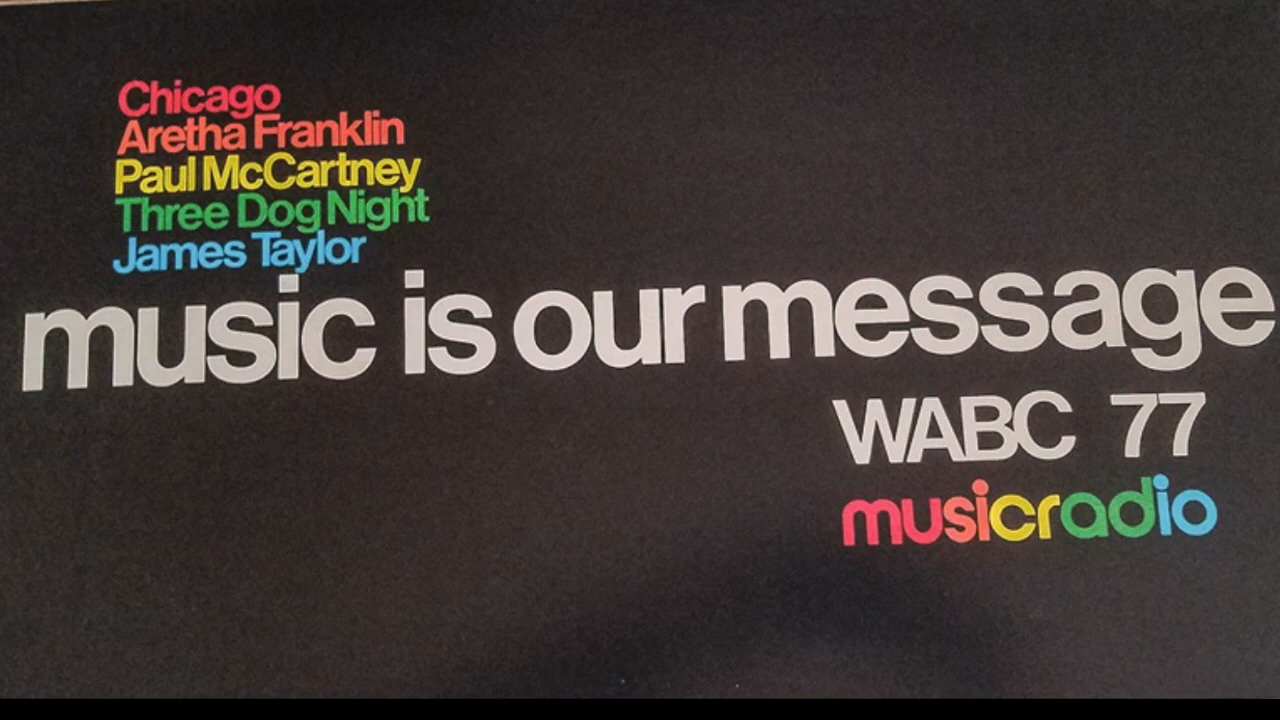 Chicago
Aretha Franklin
Paul McCartney
Three Dog Night
James Taylor
music is our message
WABC 77
musicradio